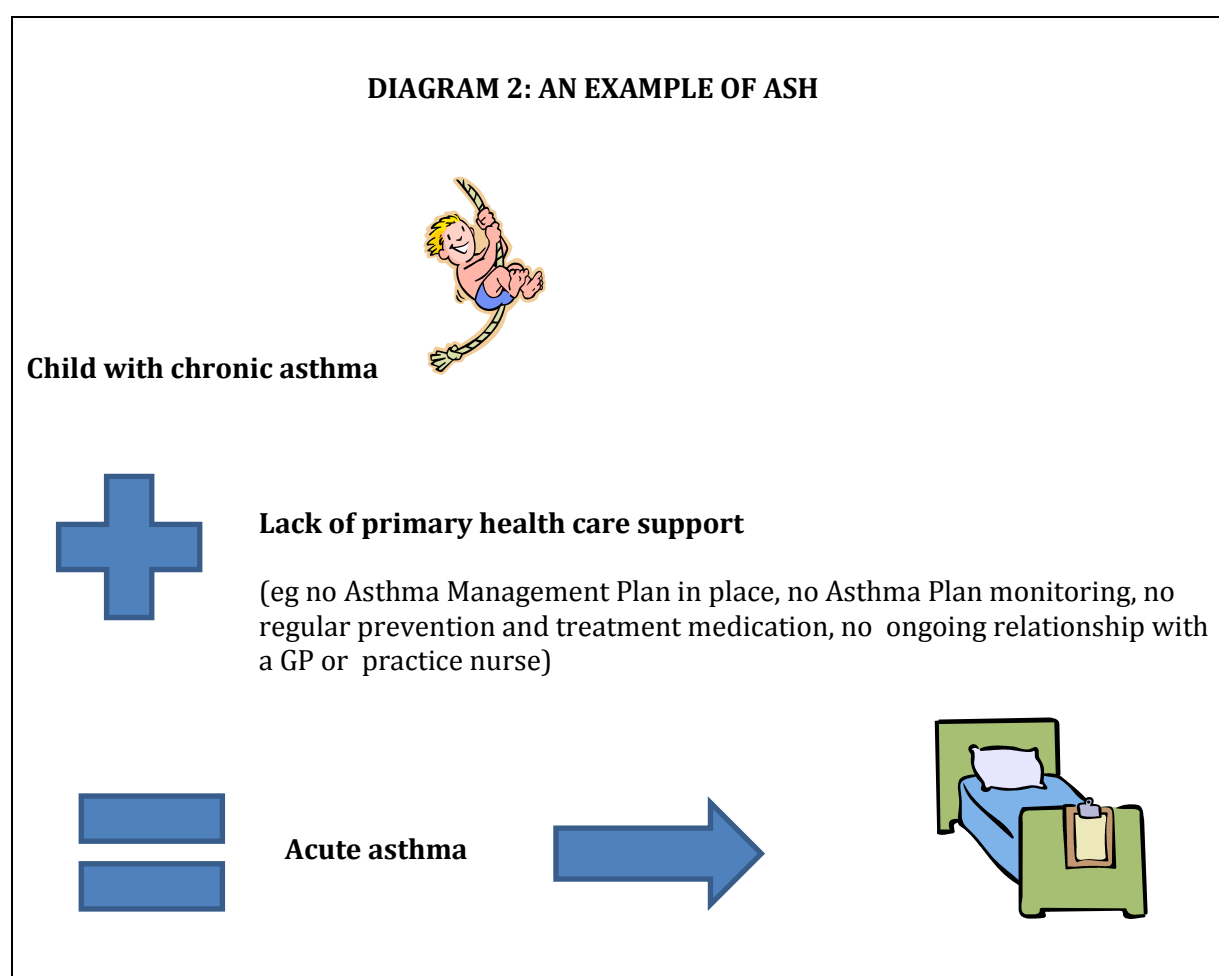 DIAGRAM 2: AN EXAMPLE OF ASH
Child with chronic asthma
Lack of primary health care support
(eg no Asthma Management Plan in place, no Asthma Plan monitoring, no
regular prevention and treatment medication, no  ongoing relationship with
a GP or  practice nurse)
Acute asthma